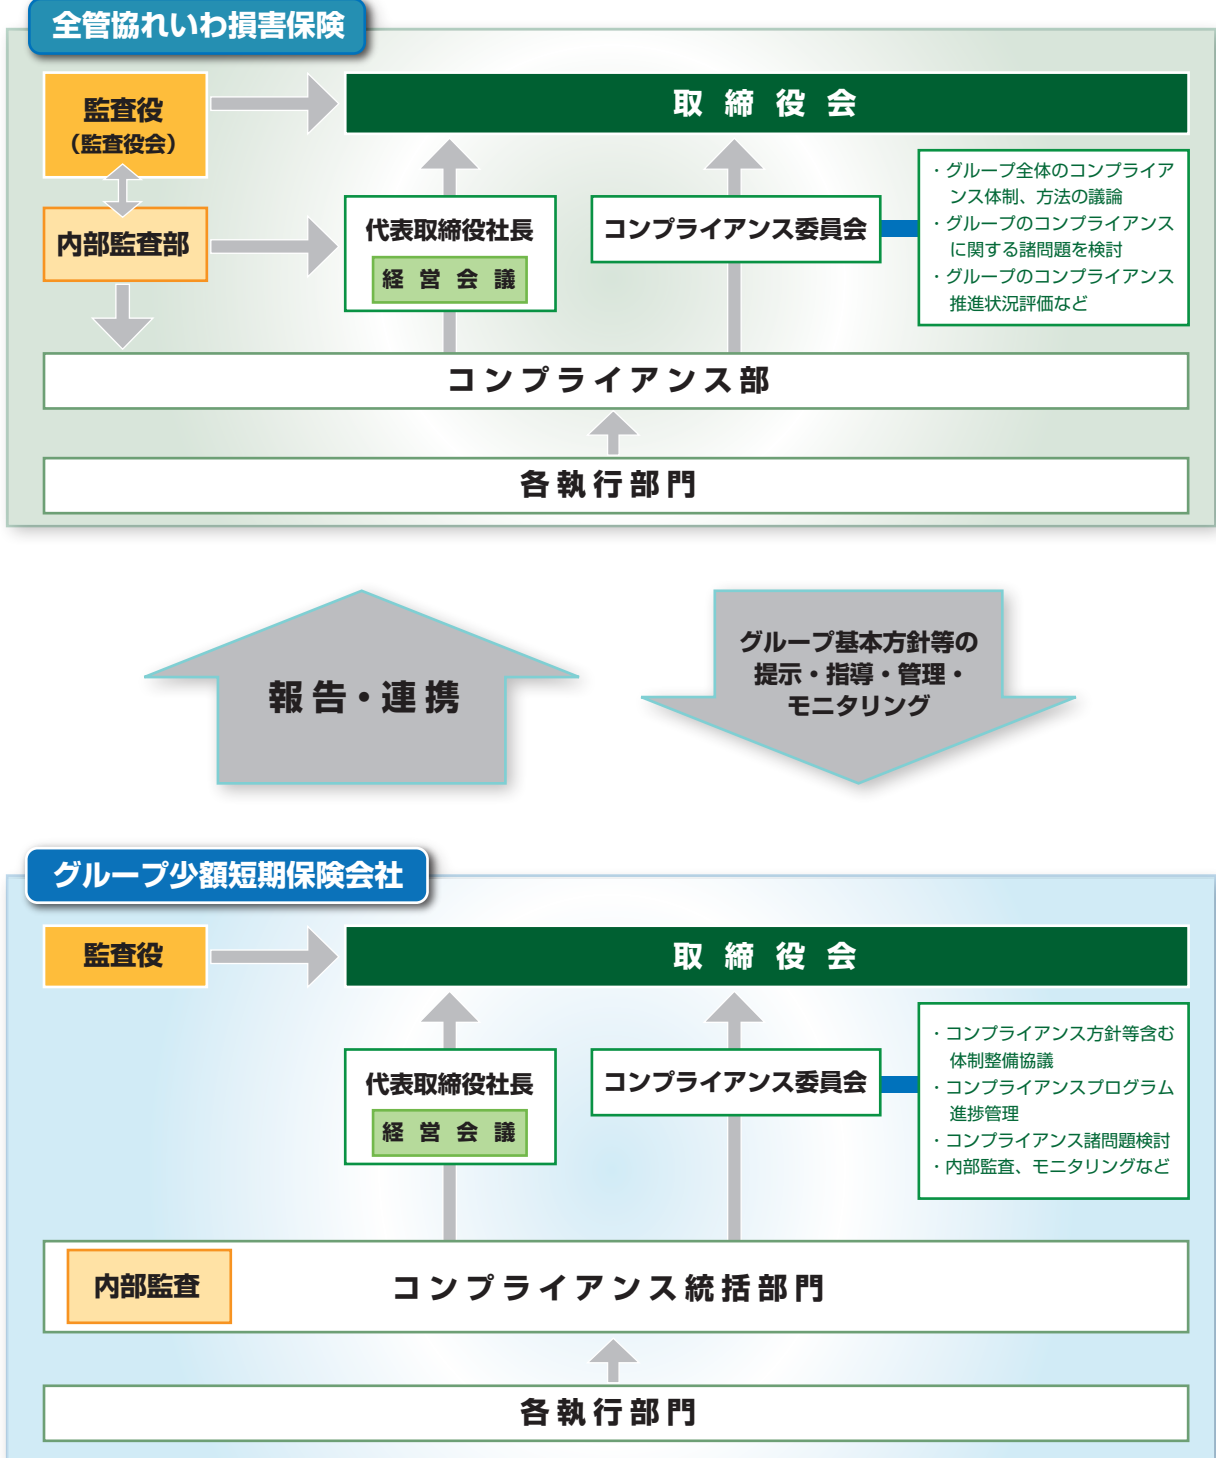 全管協れいわ損害保険
監査役
（監査役会）
取締役会
内部監査部
代表取締役社長
経営会議
コンプライアンス委員会
・グループ全体のコンプライア
ンス体制、方法の議論
・グループのコンプライアンス
に関する諸問題を検討
・グループのコンプライアンス
推進状況評価など
コンプライアンス部
各執行部門
報告・連携
グループ基本方針等の
提示・指導・管理・
モニタリング
グループ少額短期保険会社
監査役
取締役会
代表取締役社長
経営会議
コンプライアンス委員会
・コンプライアンス方針等含む
体制整備協議
・コンプライアンスプログラム
進捗管理
・コンプライアンス諸問題検討
・内部監査、モニタリングなど
内部監査
コンプライアンス統括部門
各執行部門